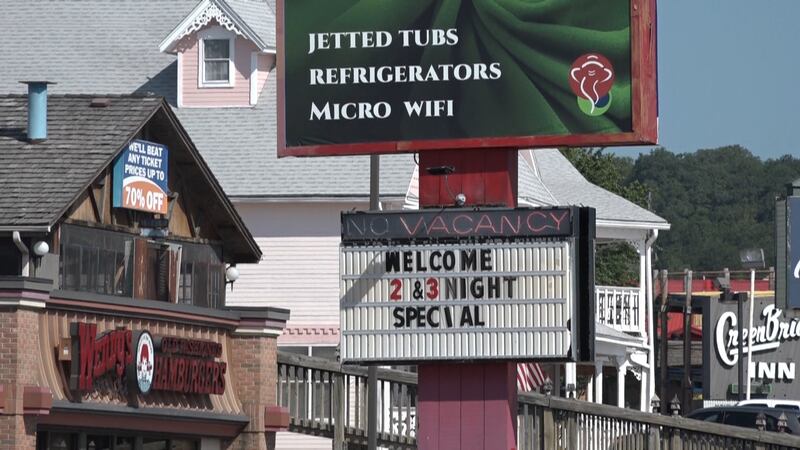 JETTED TUBS
REFRIGERATORS
MICRO WIFI
WE'LL BEAT
ANY TICKET
PRICES UP TO
70% OFF
NO VACANCY
WELCOME
2 & 3 NIGHT
SPECIAL
Wendy's
OLD FASHIONED
HAMBURGERS
GreenBri
INN